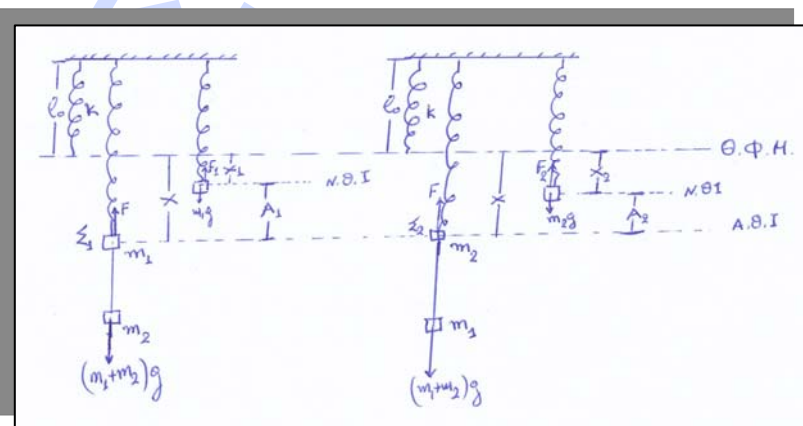 l₀ k
Θ.Φ.Μ.
F₁ x₁
Ν.Θ.Ι
m₁g
x
A₁
F
Σ₁ m₁
m₂
(m₁+m₂)g
l₀ k
F₂ x₂
Ν.Θ1
m₂g
x
A₂
F
Σ₂ m₂
Α.Θ.Ι
m₁
(m₁+m₂)g